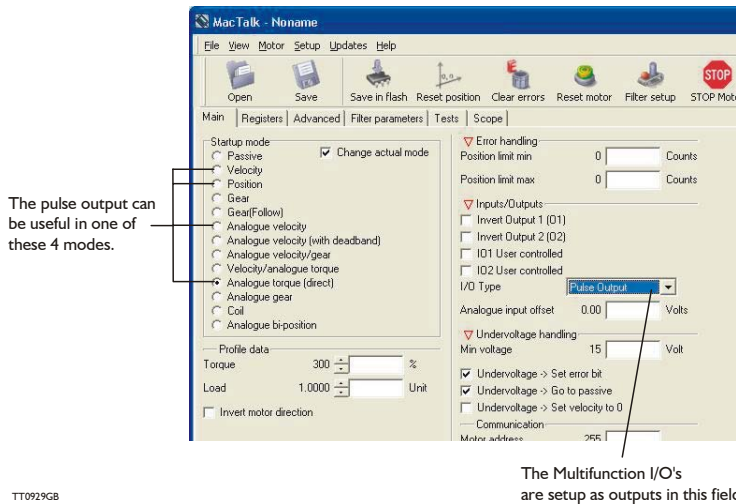 MacTalk - Noname
File View Motor Setup Updates Help
Open Save Save in flash Reset position Clear errors Reset motor Filter setup STOP Mot
Main Registers Advanced Filter parameters Tests Scope
Startup mode
Change actual mode
Passive
Velocity
Position
Gear
Gear(Follow)
Analogue velocity
Analogue velocity (with deadband)
Analogue velocity/gear
Velocity/analogue torque
Analogue torque (direct)
Analogue gear
Coil
Analogue bi-position
Profile data
Torque 300 %
Load 1.0000 Unit
Invert motor direction
Error handling
Position limit min 0 Counts
Position limit max 0 Counts
Inputs/Outputs
Invert Output 1 (O1)
Invert Output 2 (O2)
IO1 User controlled
IO2 User controlled
I/O Type Pulse Output
Analogue input offset 0.00 Volts
Undervoltage handling
Min voltage 15 Volt
Undervoltage -> Set error bit
Undervoltage -> Go to passive
Undervoltage -> Set velocity to 0
Communication
Motor address 255
The pulse output can
be useful in one of
these 4 modes.
The Multifunction I/O's
are setup as outputs in this field
TT0929GB